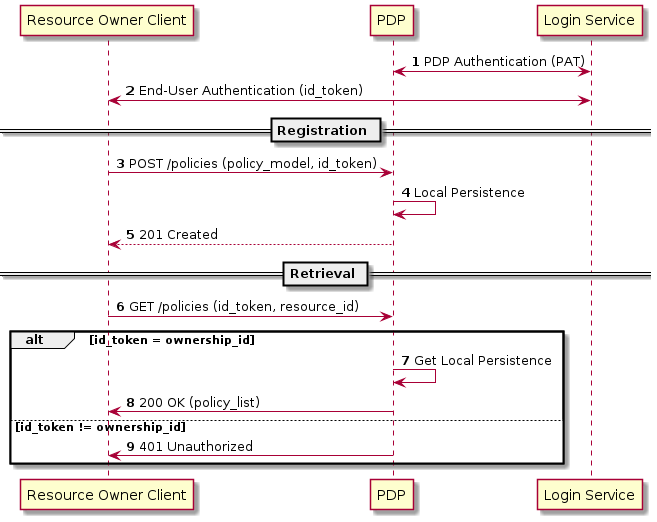 Resource Owner Client
PDP
Login Service
1 PDP Authentication (PAT)
2 End-User Authentication (id_token)
Registration
3 POST /policies (policy_model, id_token)
4 Local Persistence
5 201 Created
Retrieval
6 GET /policies (id_token, resource_id)
alt [id_token = ownership_id]
7 Get Local Persistence
8 200 OK (policy_list)
[id_token != ownership_id]
9 401 Unauthorized
Resource Owner Client
PDP
Login Service